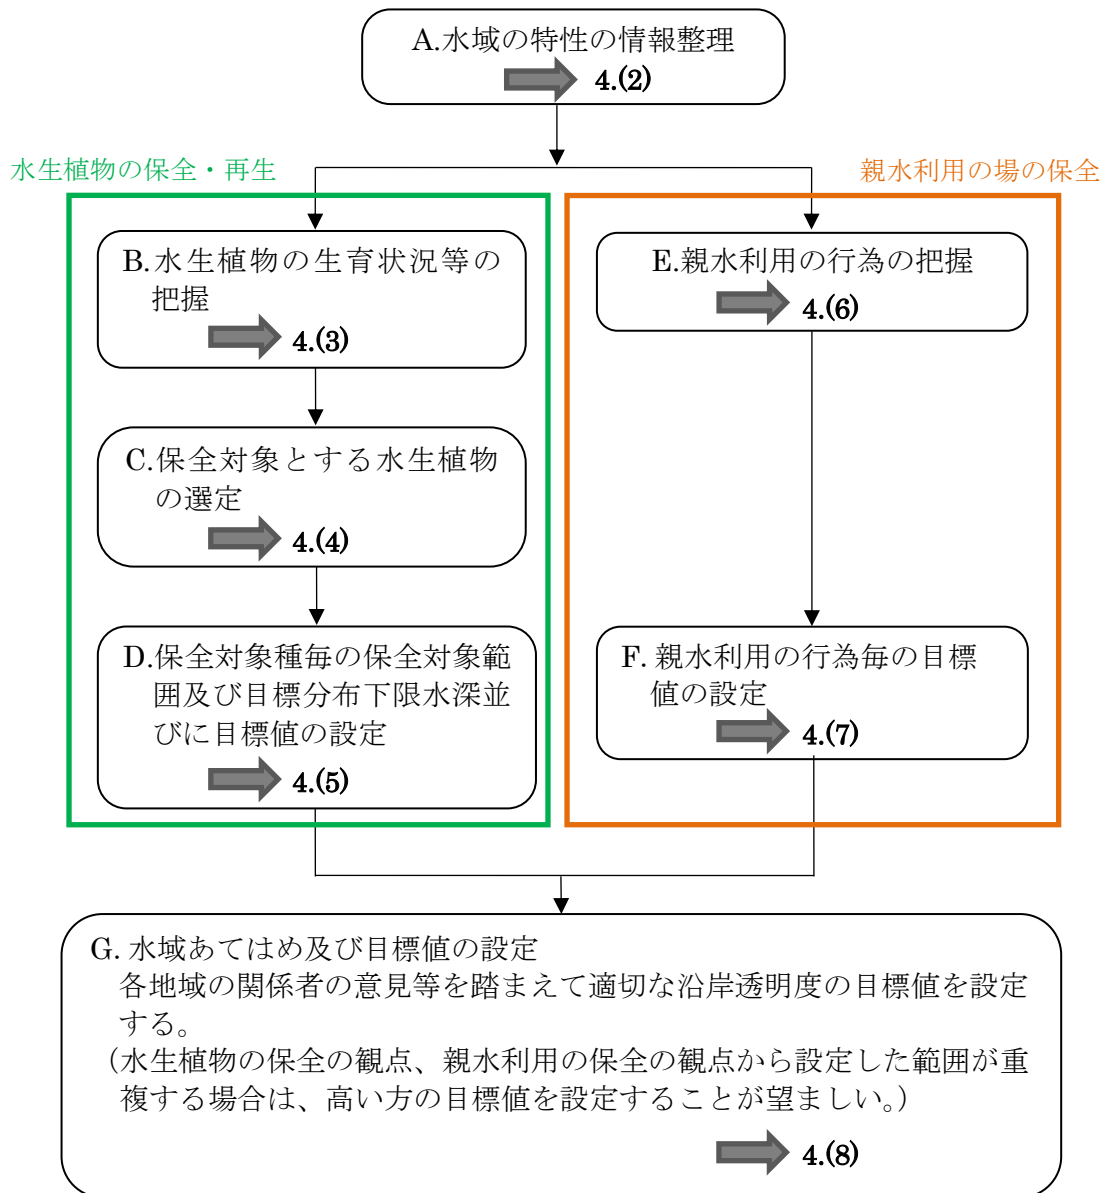 A.水域の特性の情報整理
4.(2)
水生植物の保全・再生
親水利用の場の保全
B.水生植物の生育状況等の
把握
4.(3)
C.保全対象とする水生植物
の選定
4.(4)
D.保全対象種毎の保全対象範
囲及び目標分布下限水深並
びに目標値の設定
4.(5)
E.親水利用の行為の把握
4.(6)
F. 親水利用の行為毎の目標
値の設定
4.(7)
G. 水域あてはめ及び目標値の設定
各地域の関係者の意見等を踏まえて適切な沿岸透明度の目標値を設定
する。
（水生植物の保全の観点、親水利用の保全の観点から設定した範囲が重
複する場合は、高い方の目標値を設定することが望ましい。）
4.(8)